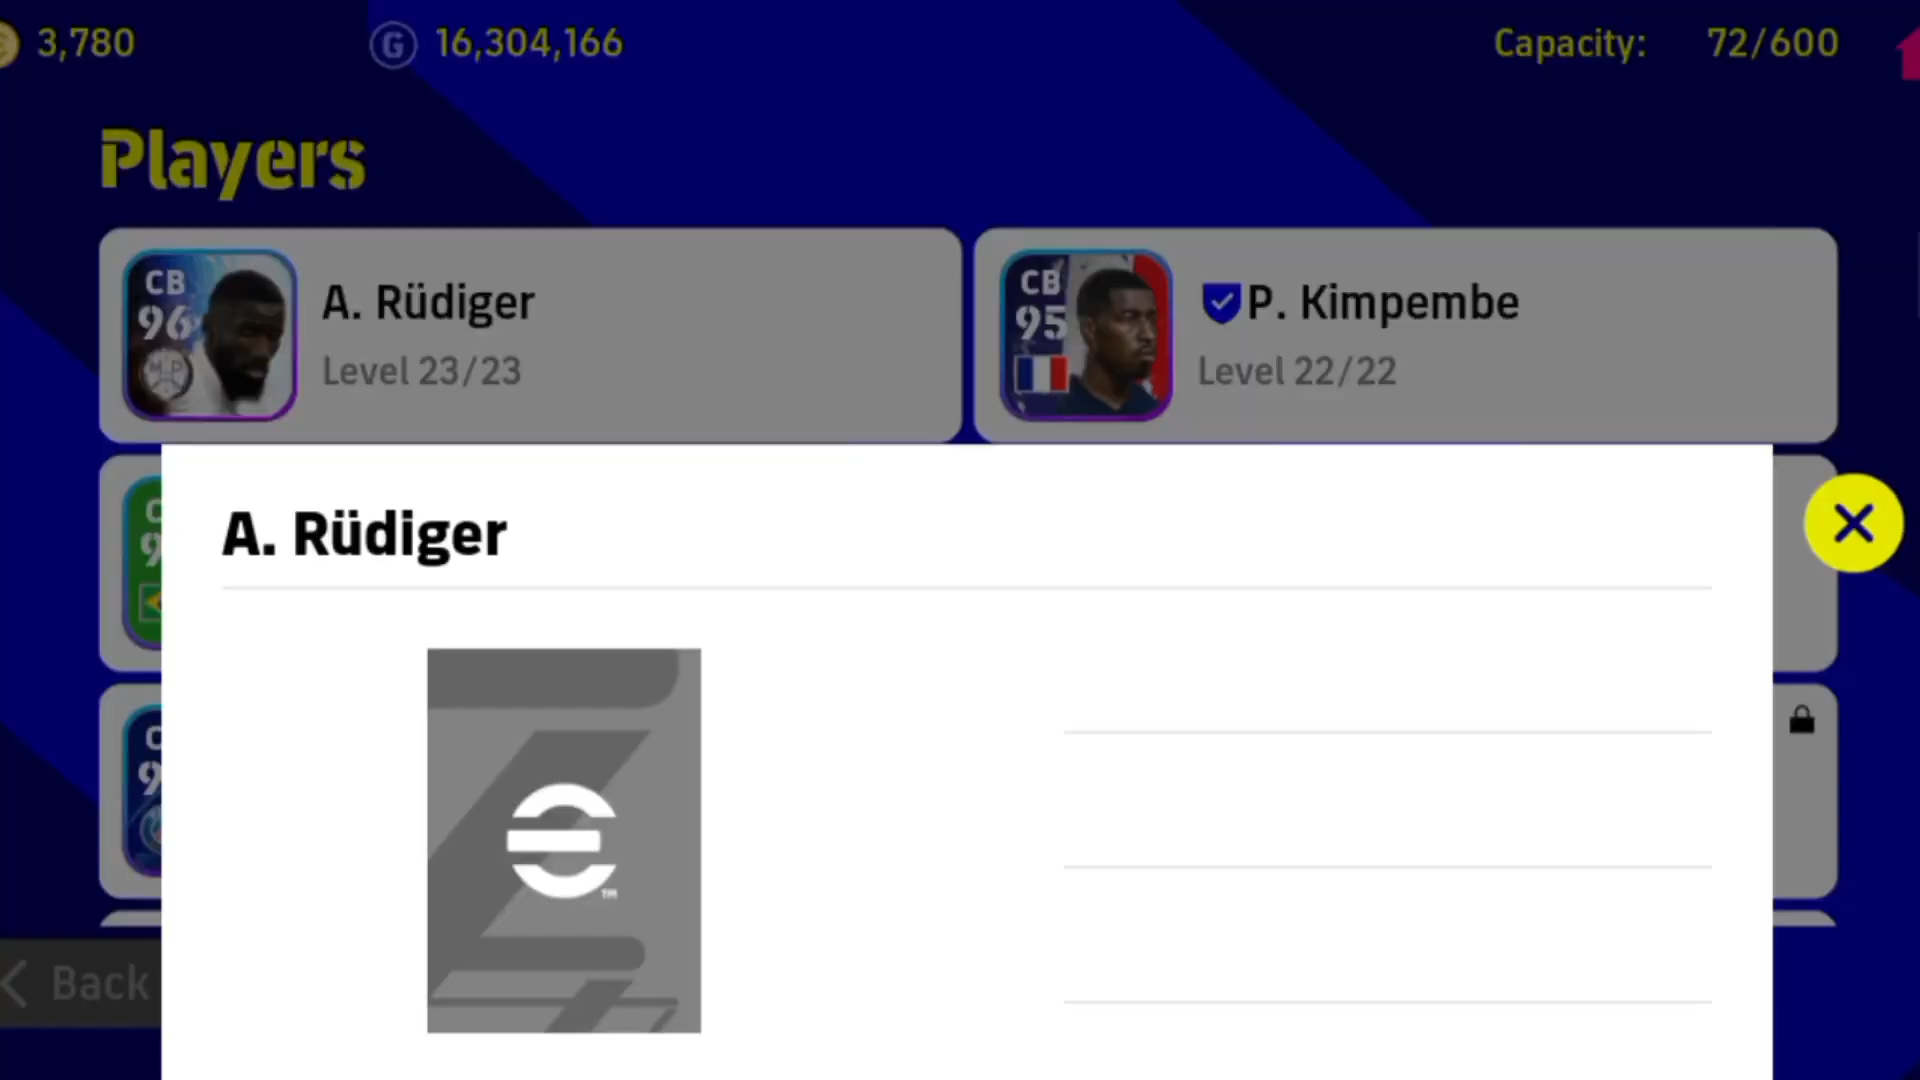 3,780
G 16,304,166
Capacity: 72/600
Players
CB
96
M.P
A. Rüdiger
Level 23/23
CB
95
P. Kimpembe
Level 22/22
A. Rüdiger
TM
Back